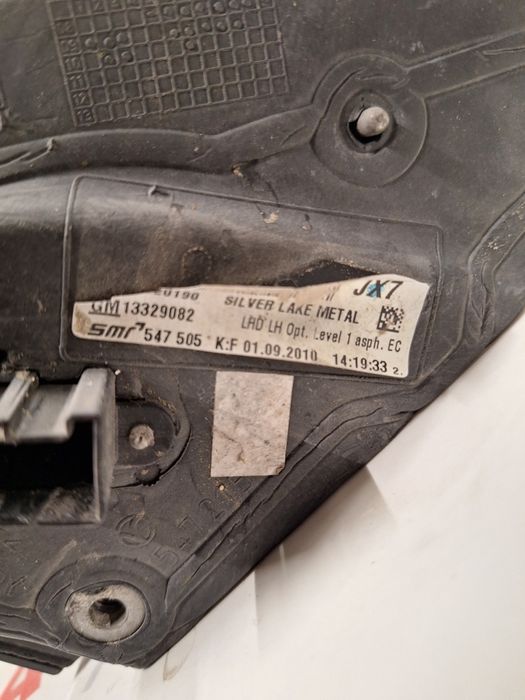 JX7
E0190 SILVER LAKE METAL
GM 13329082 LHD LH Opt. Level 1 asph. EC
smr 547 505 K:F 01.09.2010 14:19:33 2.